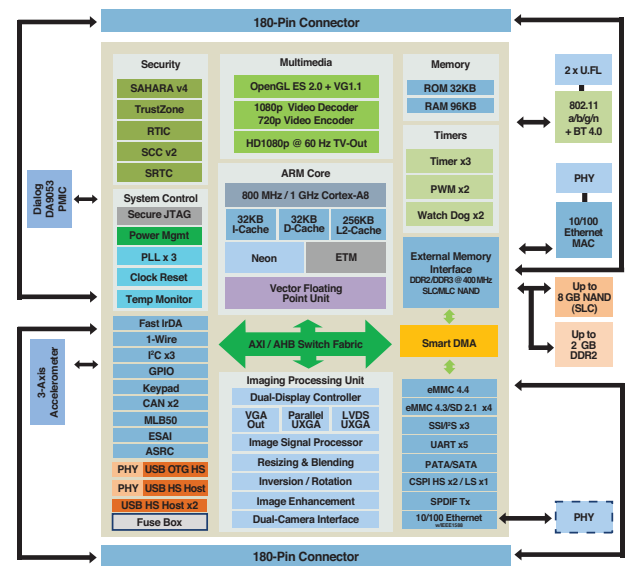 180-Pin Connector
Security
SAHARA v4
TrustZone
RTIC
SCC v2
SRTC
System Control
Secure JTAG
Power Mgmt
PLL x 3
Clock Reset
Temp Monitor
Fast IrDA
1-Wire
I²C x3
GPIO
Keypad
CAN x2
MLB50
ESAI
ASRC
PHY USB OTG HS
PHY USB HS Host
USB HS Host x2
Fuse Box
Dialog
DA9053
PMIC
3-Axis
Accelerometer
Multimedia
OpenGL ES 2.0 + VG1.1
1080p Video Decoder
720p Video Encoder
HD1080p @ 60 Hz TV-Out
ARM Core
800 MHz / 1 GHz Cortex-A8
32KB
I-Cache
32KB
D-Cache
256KB
L2-Cache
Neon
ETM
Vector Floating
Point Unit
AXI / AHB Switch Fabric
Imaging Processing Unit
Dual-Display Controller
VGA
Out
Parallel
UXGA
LVDS
UXGA
Image Signal Processor
Resizing & Blending
Inversion / Rotation
Image Enhancement
Dual-Camera Interface
Memory
ROM 32KB
RAM 96KB
Timers
Timer x3
PWM x2
Watch Dog x2
External Memory
Interface
DDR2/DDR3 @ 400 MHz
SLC/MLC NAND
Smart DMA
eMMC 4.4
eMMC 4.3/SD 2.1 x4
SSI/I²S x3
UART x5
PATA/SATA
CSPI HS x2 / LS x1
SPDIF Tx
10/100 Ethernet
w/IEEE1588
2 x U.FL
802.11
a/b/g/n
+ BT 4.0
PHY
10/100
Ethernet
MAC
Up to
8 GB NAND
(SLC)
Up to
2 GB
DDR2
PHY
180-Pin Connector